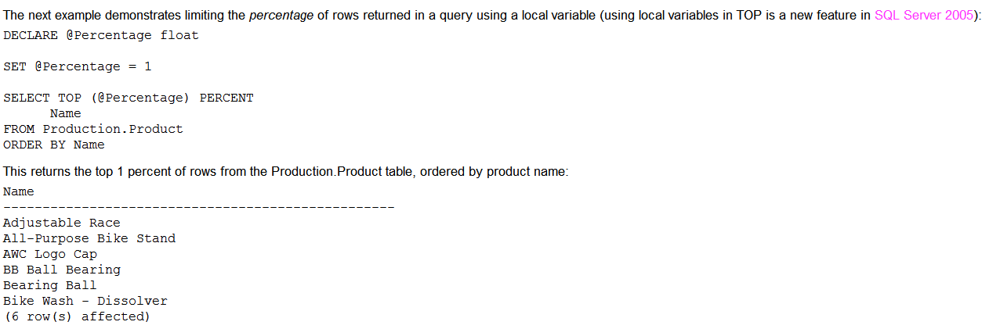 The next example demonstrates limiting the percentage of rows returned in a query using a local variable (using local variables in TOP is a new feature in SQL Server 2005):
DECLARE @Percentage float
SET @Percentage = 1
SELECT TOP (@Percentage) PERCENT
Name
FROM Production.Product
ORDER BY Name
This returns the top 1 percent of rows from the Production.Product table, ordered by product name:
Name
--------------------------------------------------
Adjustable Race
All-Purpose Bike Stand
AWC Logo Cap
BB Ball Bearing
Bearing Ball
Bike Wash - Dissolver
(6 row(s) affected)